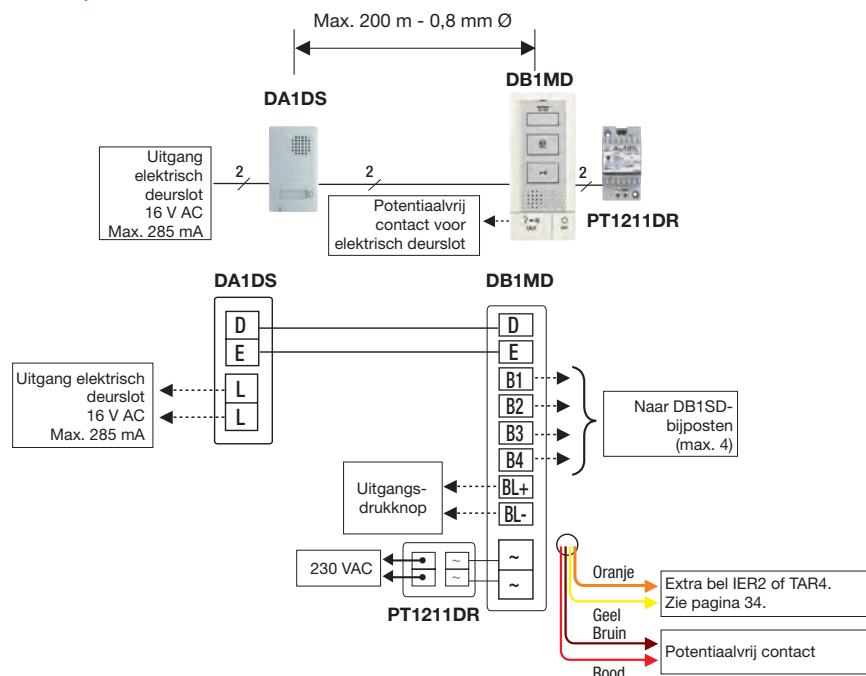 Max. 200 m - 0,8 mm Ø
DB1MD
DA1DS
Uitgang
elektrisch
deurslot
16 V AC
Max. 285 mA
2
2
2
Potentiaalvrij
contact voor
elektrisch deurslot
PT1211DR
DA1DS
DB1MD
D
E
L
L
D
E
B1
B2
B3
B4
BL+
BL-
~
~
Uitgang elektrisch
deurslot
16 V AC
Max. 285 mA
Naar DB1SD-
bijposten
(max. 4)
Uitgangs-
drukknop
230 VAC
~
~
PT1211DR
Oranje
Geel
Bruin
Rood
Extra bel IER2 of TAR4.
Zie pagina 34.
Potentiaalvrij contact